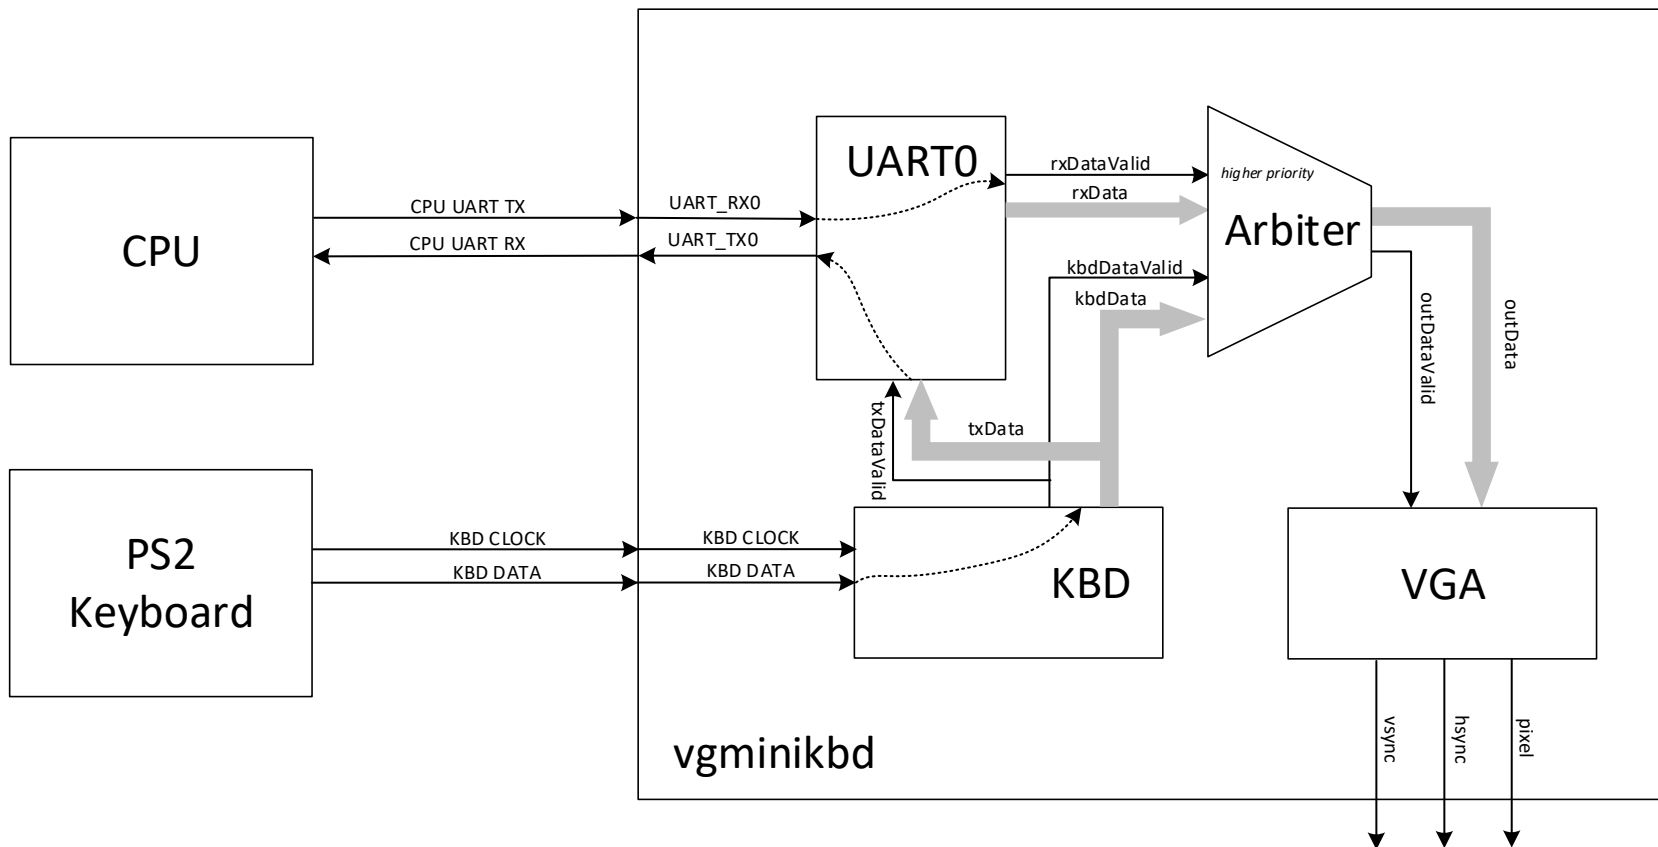 CPU
CPU UART TX
CPU UART RX
UART_RX0
UART_TX0
UART0
rxDataValid
rxData
kbdDataValid
kbdData
higher priority
Arbiter
outDataValid
outData
txDataValid
txData
PS2
Keyboard
KBD CLOCK
KBD DATA
KBD CLOCK
KBD DATA
KBD
VGA
vsync
hsync
pixel
vgminikbd